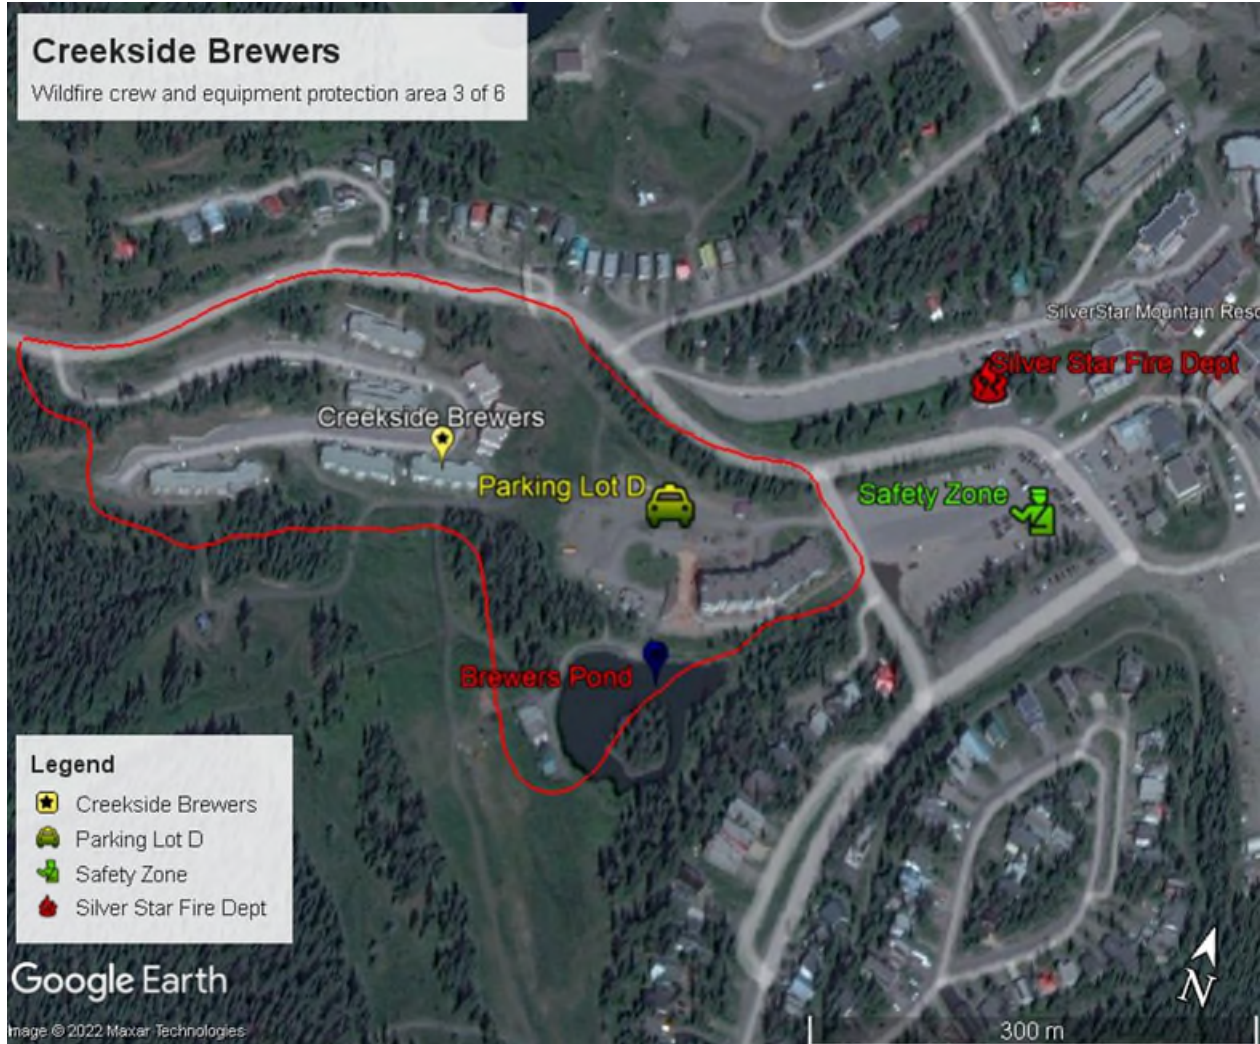 Creekside Brewers
Wildfire crew and equipment protection area 3 of 6
SilverStar Mountain Reso
Silver Star Fire Dept
Creekside Brewers
Parking Lot D
Safety Zone
Brewers Pond
Legend
Creekside Brewers
Parking Lot D
Safety Zone
Silver Star Fire Dept
Google Earth
Image © 2022 Maxar Technologies
300 m
N